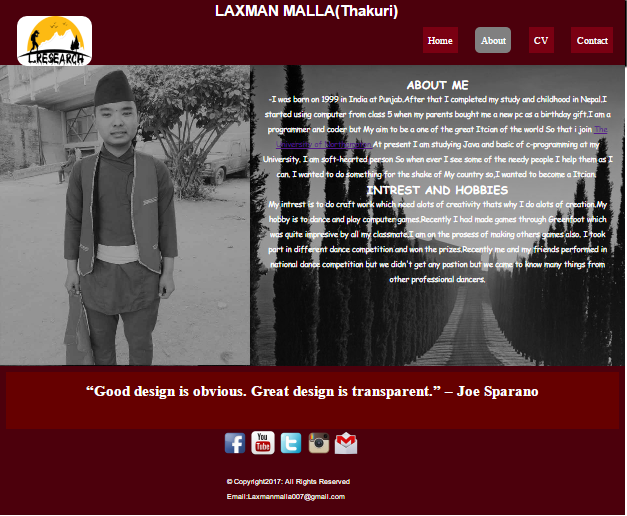 LAXMAN MALLA(Thakuri)
L.RESEARCH
Home About CV Contact
ABOUT ME
-I was born on 1999 in India at Punjab.After that I completed my study and childhood in Nepal.I
started using computer from class 5 when my parents bought me a new pc as a birthday gift.I am a
programmer and coder but My aim to be a one of the great Itcian of the world So that i join The
University of Northampton.At present I am studying Java and basic of c-programming at my
University. I am soft-hearted person So when ever I see some of the needy people I help them as I
can, I wanted to do something for the shake of My country so,I wanted to become a Itcian.
INTREST AND HOBBIES
My intrest is to do craft work which need alots of creativity thats why I do alots of creation.My
hobby is to dance and play computer games.Recently I had made games through Greenfoot which
was quite impresive by all my classmate.I am on the prosess of making others games also. I took
part in different dance competition and won the prizes.Recently me and my friends performed in
national dance competition but we didn't get any postion but we came to know many things from
other professional dancers.
“Good design is obvious. Great design is transparent.” – Joe Sparano
You Tube
© Copyright2017: All Rights Reserved
Email:Laxmanmalla007@gmail.com